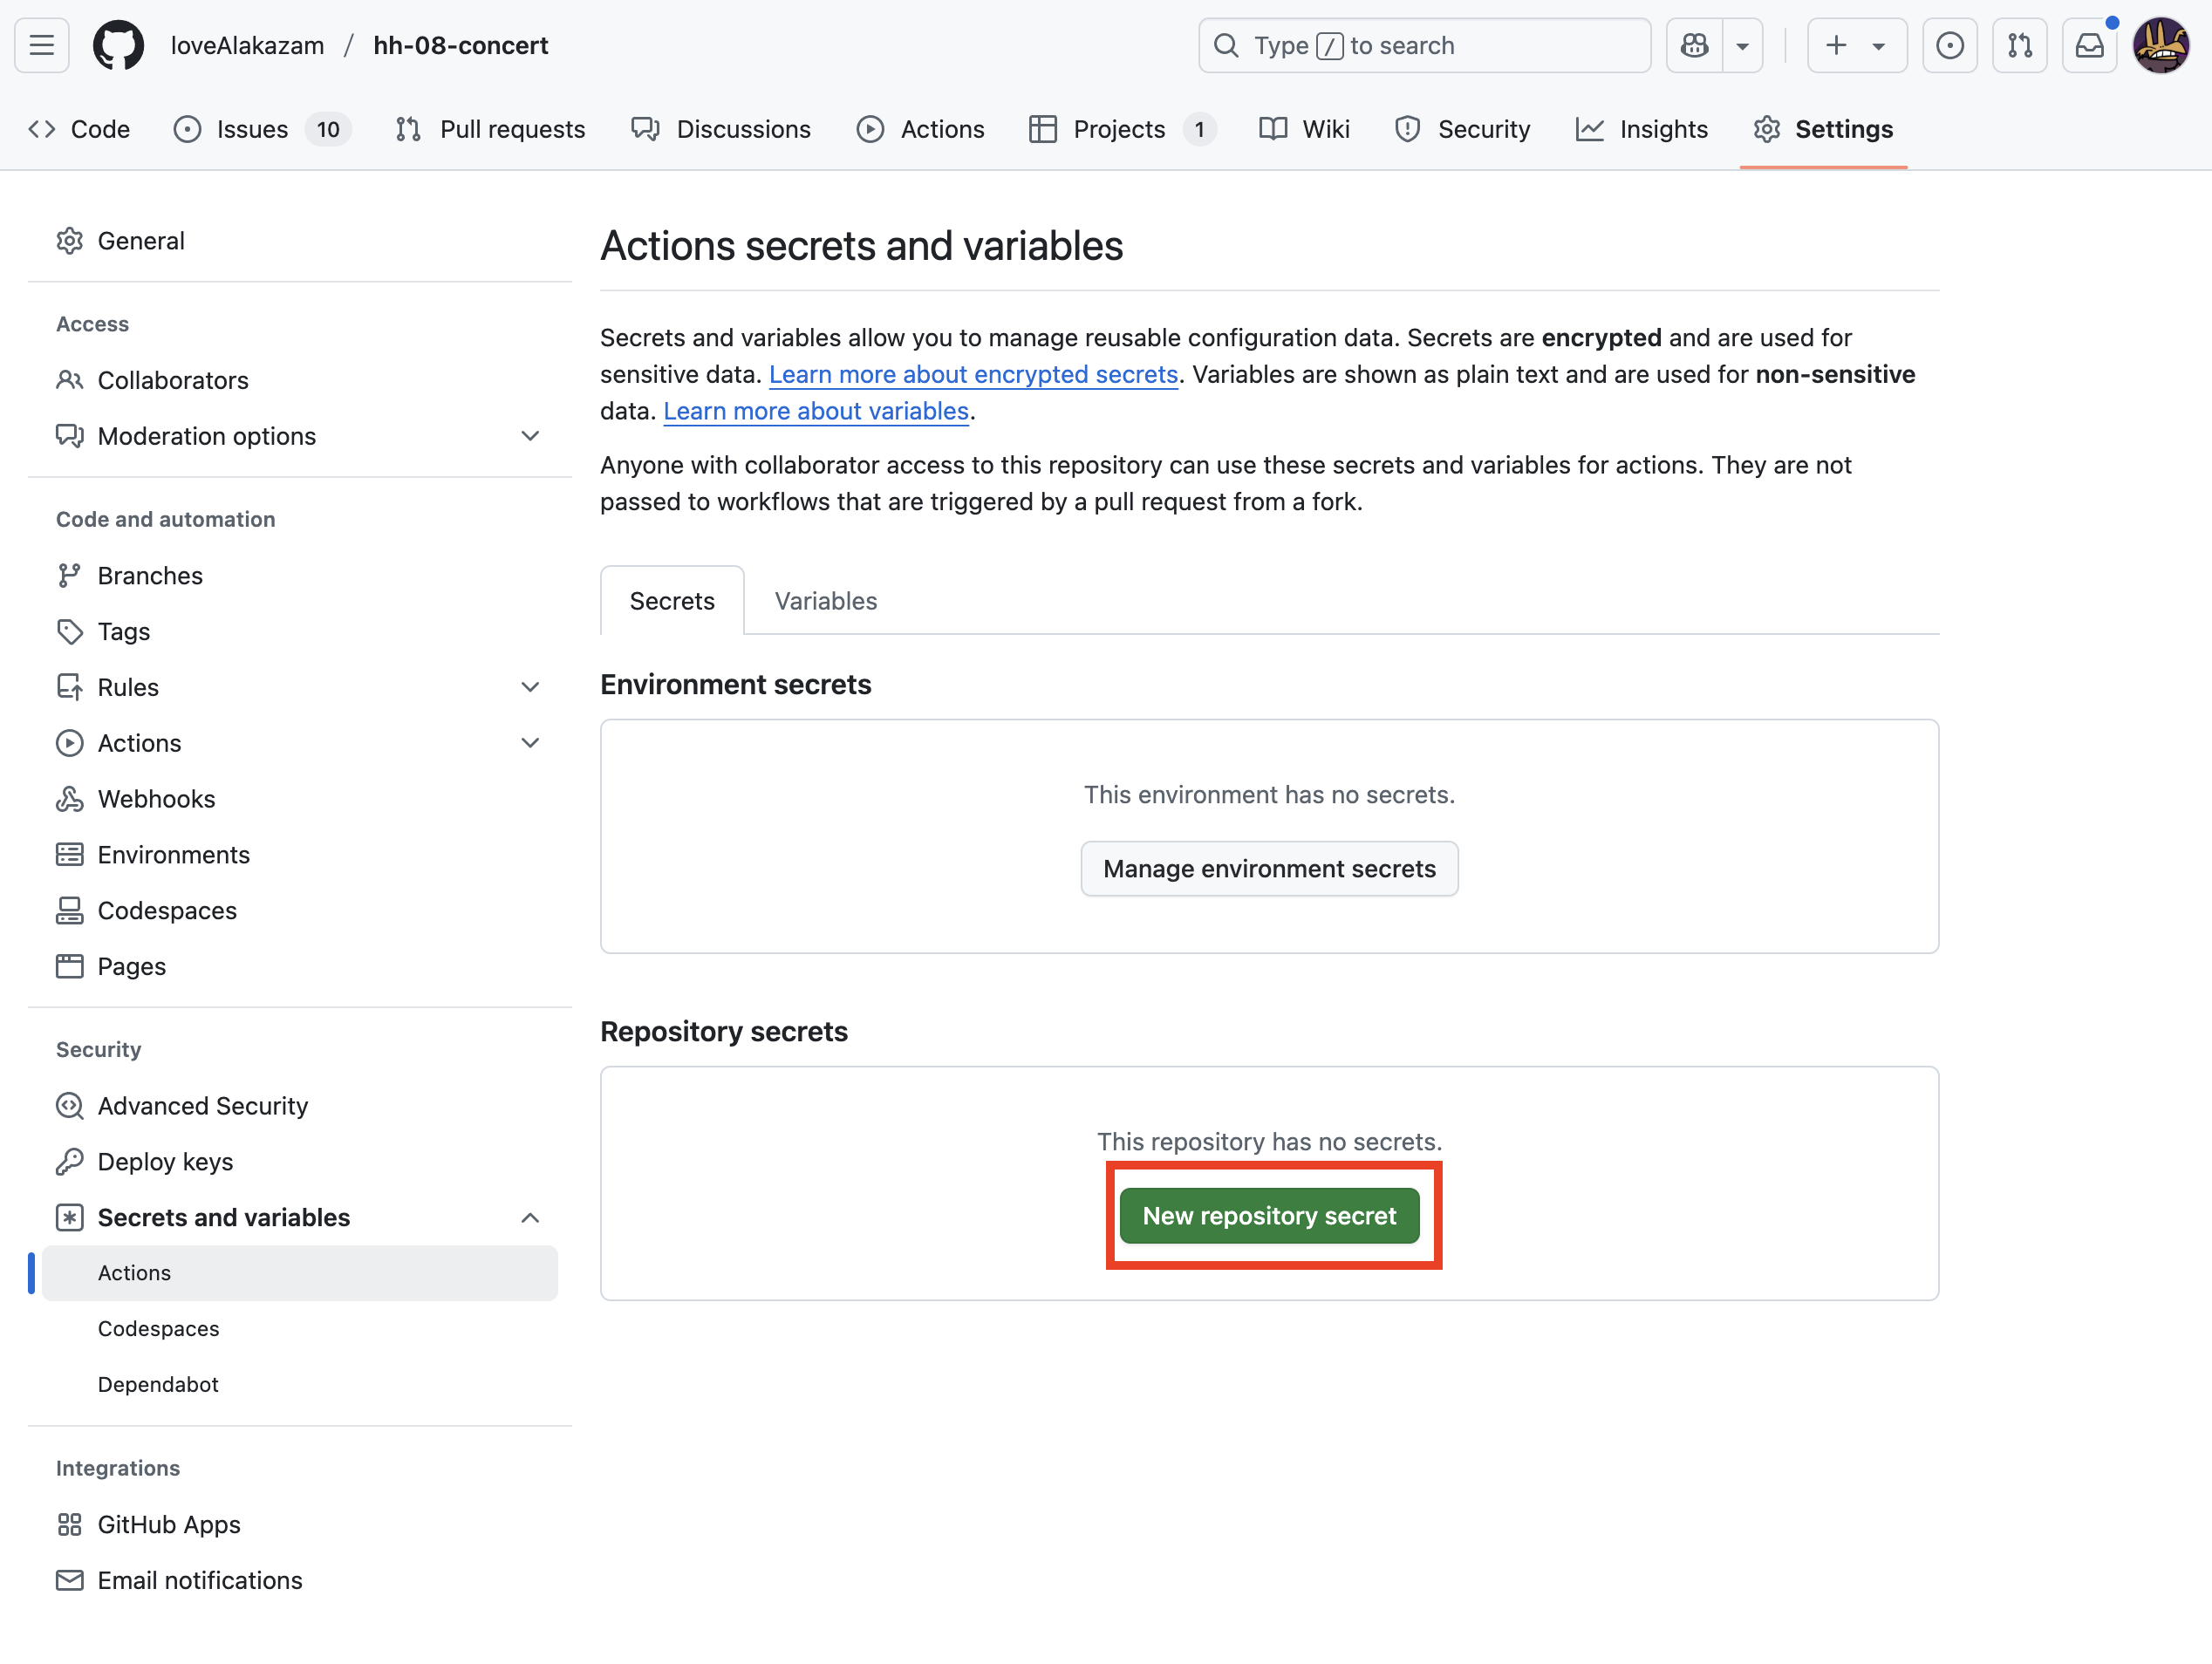 loveAlakazam / hh-08-concert
Type / to search
Code
Issues 10
Pull requests
Discussions
Actions
Projects 1
Wiki
Security
Insights
Settings
General
Access
Collaborators
Moderation options
Code and automation
Branches
Tags
Rules
Actions
Webhooks
Environments
Codespaces
Pages
Security
Advanced Security
Deploy keys
Secrets and variables
Actions
Codespaces
Dependabot
Integrations
GitHub Apps
Email notifications
Actions secrets and variables
Secrets and variables allow you to manage reusable configuration data. Secrets are encrypted and are used for
sensitive data. Learn more about encrypted secrets. Variables are shown as plain text and are used for non-sensitive
data. Learn more about variables.
Anyone with collaborator access to this repository can use these secrets and variables for actions. They are not
passed to workflows that are triggered by a pull request from a fork.
Secrets
Variables
Environment secrets
This environment has no secrets.
Manage environment secrets
Repository secrets
This repository has no secrets.
New repository secret